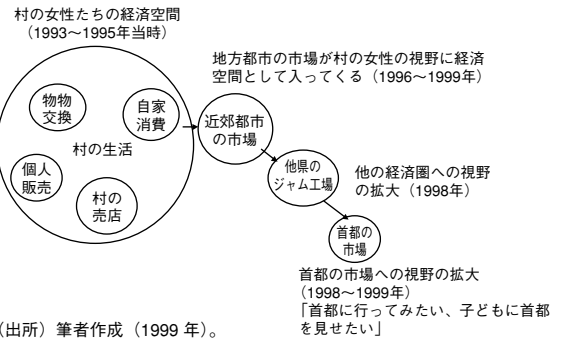 村の女性たちの経済空間
（1993～1995年当時）
地方都市の市場が村の女性の視野に経済
空間として入ってくる（1996～1999年）
物物
交換
自家
消費
近郊都市
の市場
村の生活
個人
販売
村の
売店
他県の
ジャム工場
他の経済圏への視野
の拡大（1998年）
首都の
市場
首都の市場への視野の拡大
（1998～1999年）
「首都に行ってみたい、子どもに首都
を見せたい」
（出所）筆者作成（1999 年）。